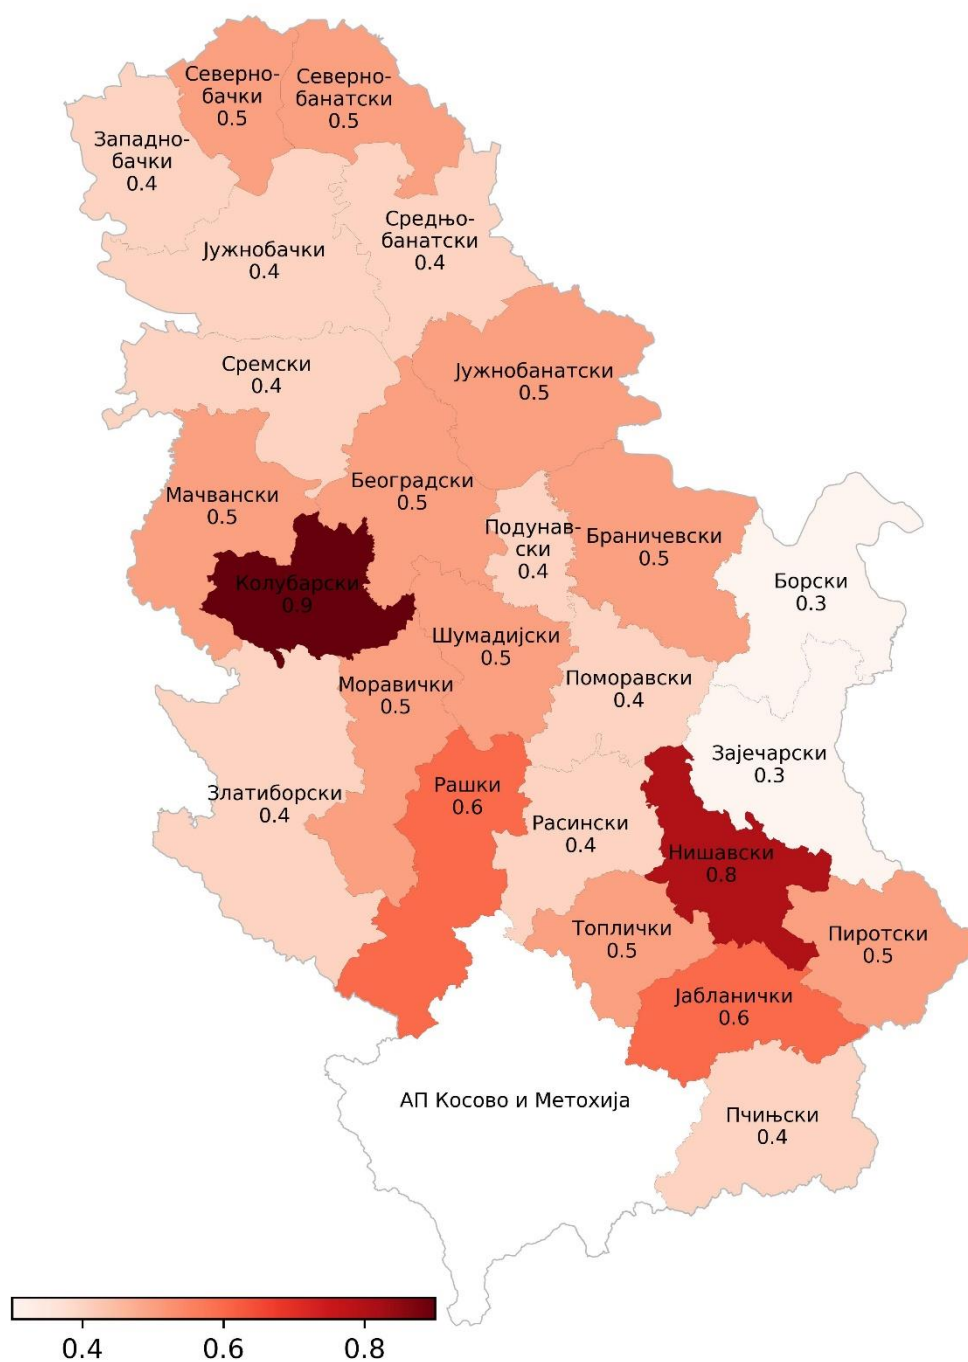 Северно-
бачки
0.5
Северно-
банатски
0.5
Западно-
бачки
0.4
Јужнобачки
0.4
Средњо-
банатски
0.4
Сремски
0.4
Јужнобанатски
0.5
Мачвански
0.5
Београдски
0.5
Подунав-
ски
0.4
Браничевски
0.5
Борски
0.3
Колубарски
0.9
Шумадијски
0.5
Моравички
0.5
Поморавски
0.4
Зајечарски
0.3
Златиборски
0.4
Рашки
0.6
Расински
0.4
Нишавски
0.8
Топлички
0.5
Пиротски
0.5
Јабланички
0.6
АП Косово и Метохија
Пчињски
0.4
0.4 0.6 0.8